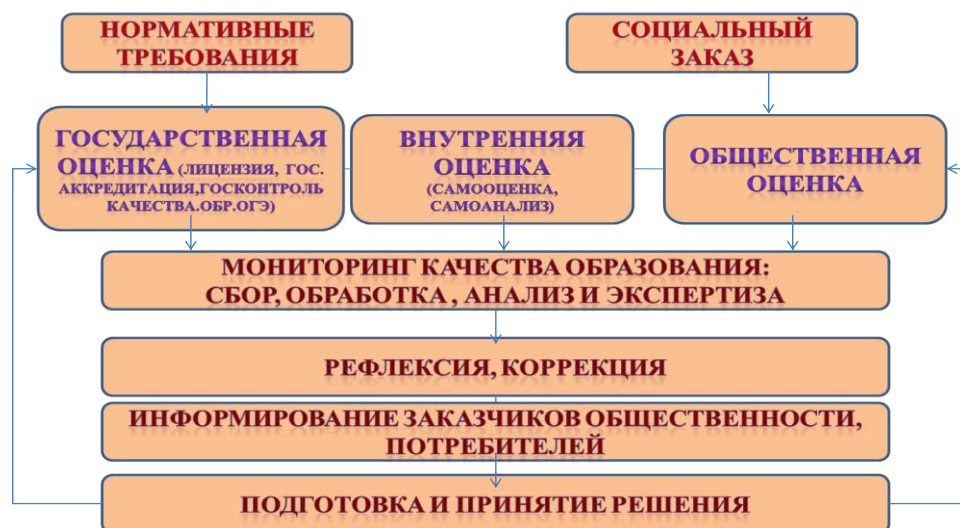 НОРМАТИВНЫЕ
ТРЕБОВАНИЯ
СОЦИАЛЬНЫЙ
ЗАКАЗ
ГОСУДАРСТВЕННАЯ
ОЦЕНКА (ЛИЦЕНЗИЯ, ГОС.
АККРЕДИТАЦИЯ,ГОСКОНТРОЛЬ
КАЧЕСТВА.ОБР.ОГЭ)
ВНУТРЕННЯЯ
ОЦЕНКА
(САМООЦЕНКА,
САМОАНАЛИЗ)
ОБЩЕСТВЕННАЯ
ОЦЕНКА
МОНИТОРИНГ КАЧЕСТВА ОБРАЗОВАНИЯ:
СБОР, ОБРАБОТКА , АНАЛИЗ И ЭКСПЕРТИЗА
РЕФЛЕКСИЯ, КОРРЕКЦИЯ
ИНФОРМИРОВАНИЕ ЗАКАЗЧИКОВ ОБЩЕСТВЕННОСТИ,
ПОТРЕБИТЕЛЕЙ
ПОДГОТОВКА И ПРИНЯТИЕ РЕШЕНИЯ